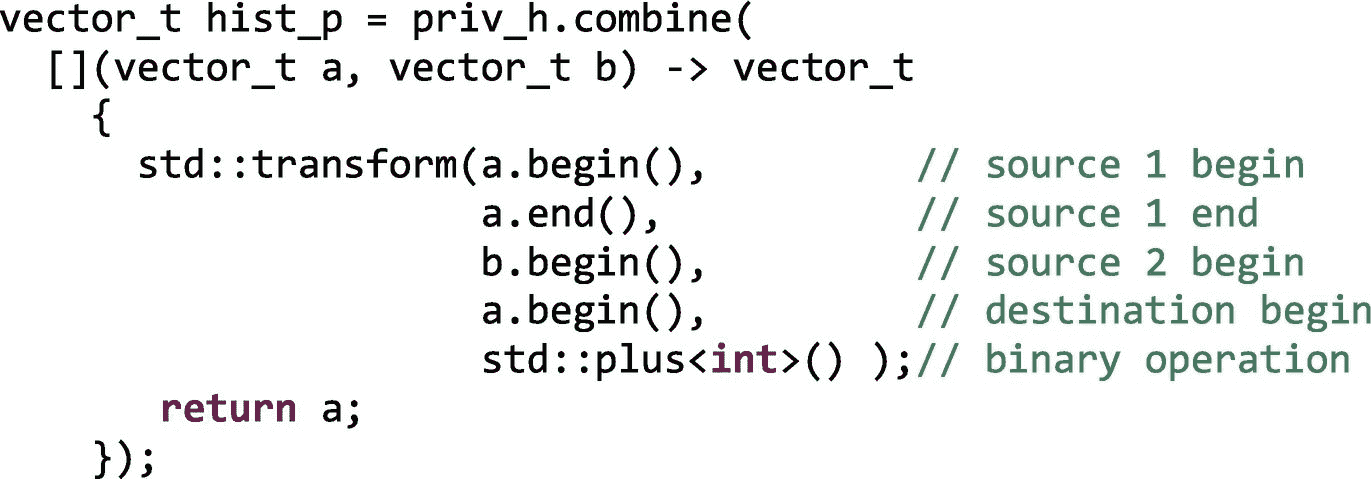 vector_t hist_p = priv_h.combine(
  [](vector_t a, vector_t b) -> vector_t
    {
      std::transform(a.begin(),         // source 1 begin
                     a.end(),           // source 1 end
                     b.begin(),         // source 2 begin
                     a.begin(),         // destination begin
                     std::plus<int>() );// binary operation
       return a;
    });